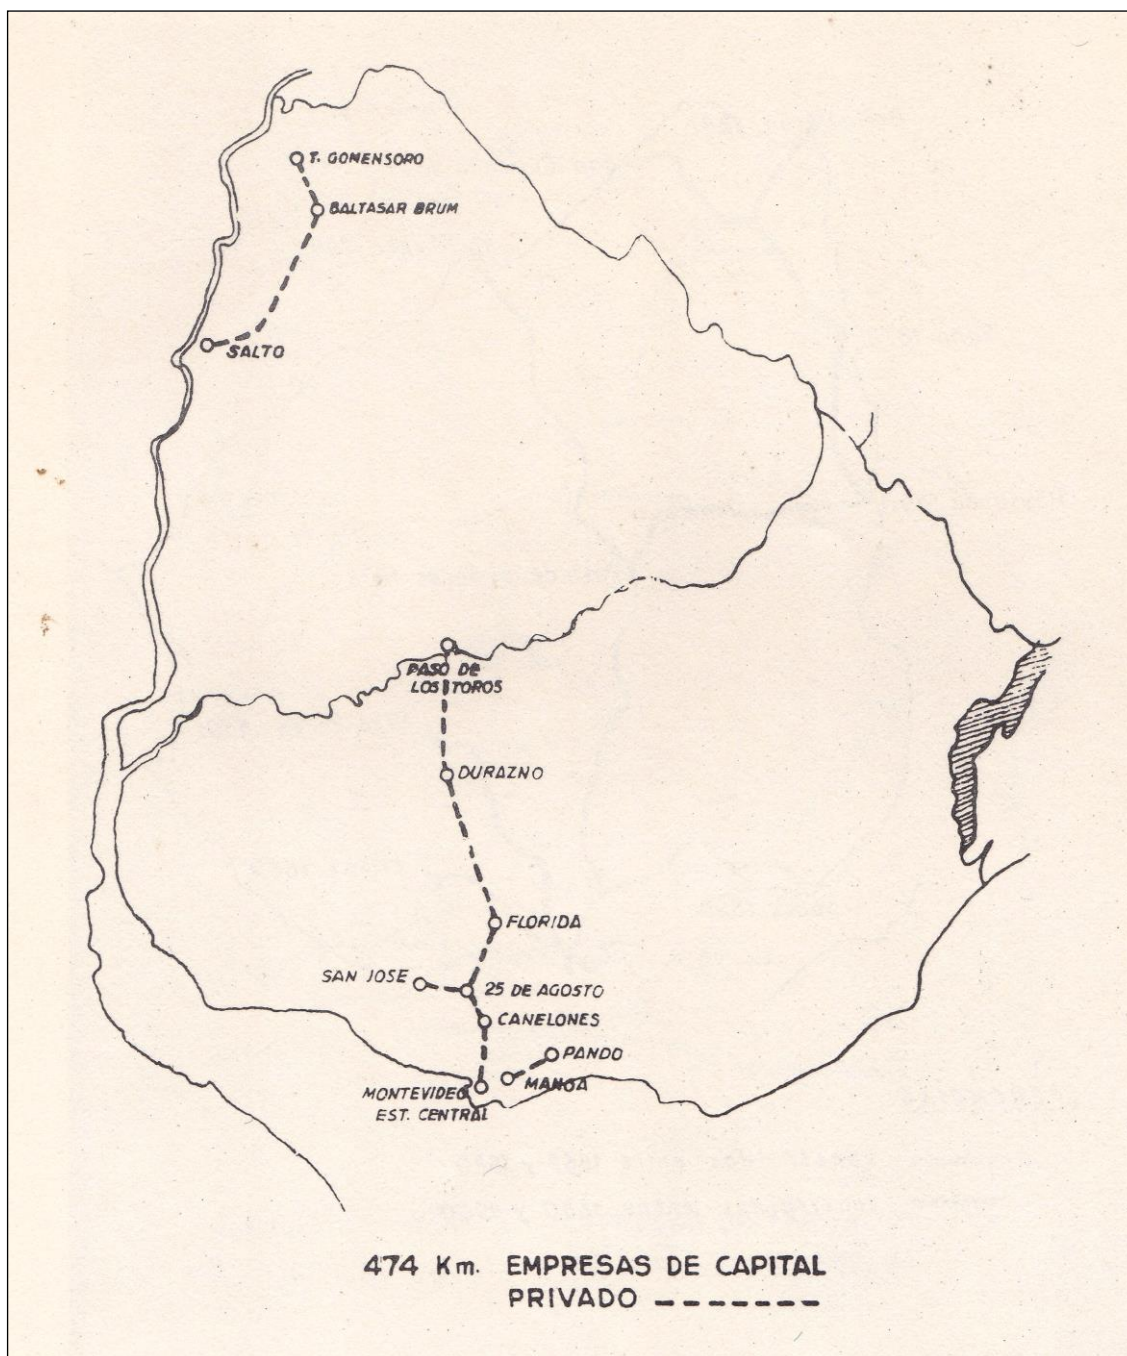 T. GOMENSORO
BALTASAR BRUM
SALTO
PASO DE
LOS TOROS
DURAZNO
FLORIDA
SAN JOSE
25 DE AGOSTO
CANELONES
PANDO
MANGA
MONTEVIDEO
EST. CENTRAL
474 Km. EMPRESAS DE CAPITAL
PRIVADO